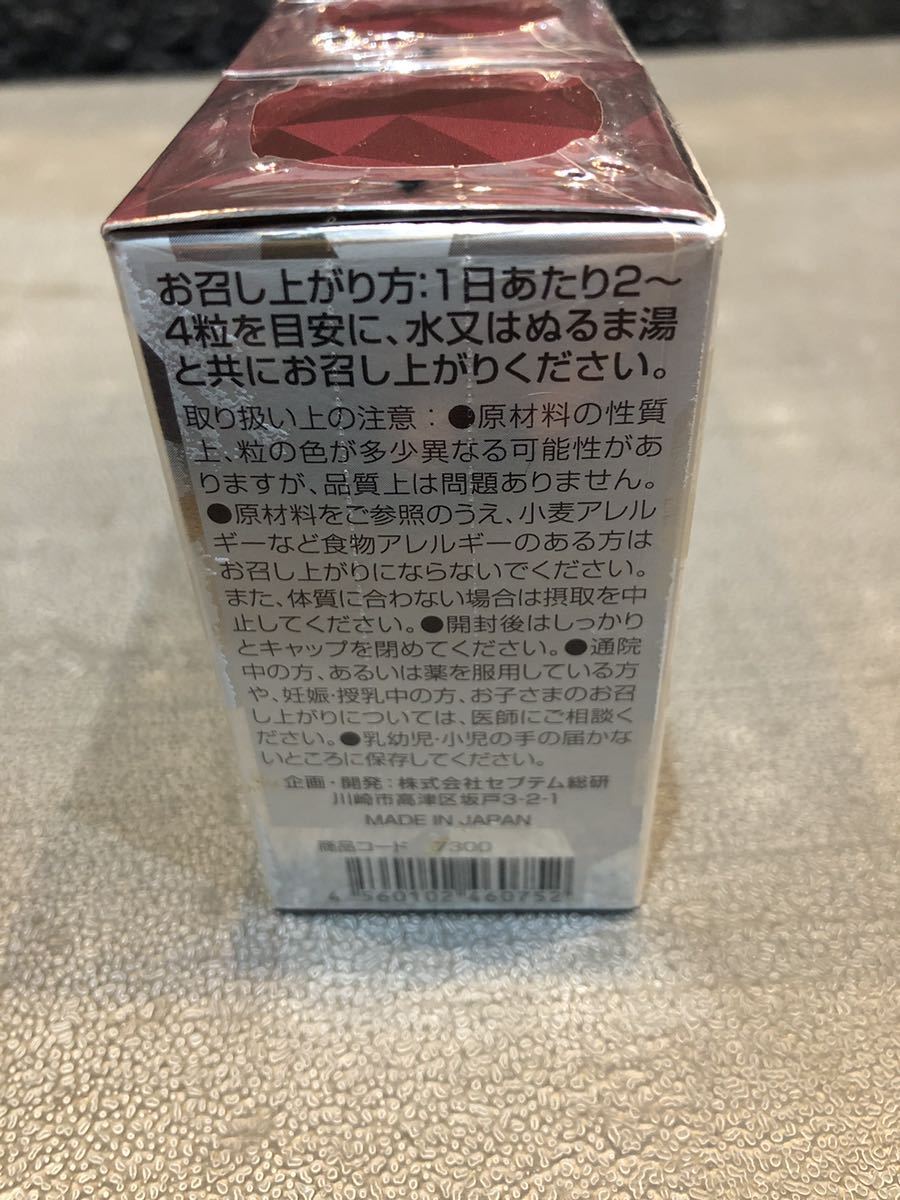 お召し上がり方：1日あたり2〜
4粒を目安に、水又はぬるま湯
と共にお召し上がりください。
取り扱い上の注意：●原材料の性質
上、粒の色が多少異なる可能性があ
りますが、品質上は問題ありません。
●原材料をご参照のうえ、小麦アレル
ギーなど食物アレルギーのある方は
お召し上がりにならないでください。
また、体質に合わない場合は摂取を中
止してください。●開封後はしっかり
とキャップを閉めてください。●通院
中の方、あるいは薬を服用している方
や、妊娠・授乳中の方、お子さまのお召
し上がりについては、医師にご相談く
ださい。●乳幼児・小児の手の届かな
いところに保存してください。
企画・開発：株式会社セプテム総研
川崎市高津区坂戸3-2-1
MADE IN JAPAN
商品コード 7300
4 560102 460752